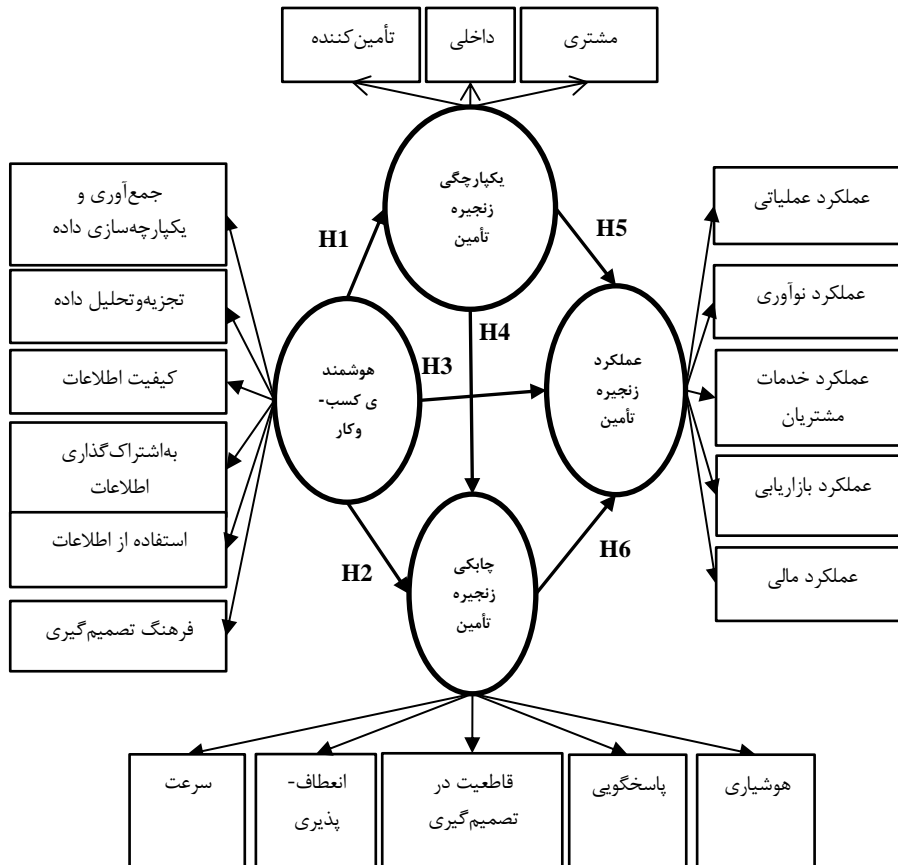 مشتری
داخلی
تأمین‌کننده
یکپارچگی
زنجیره
تأمین
جمع‌آوری و
یکپارچه‌سازی داده
تجزیه‌وتحلیل داده
کیفیت اطلاعات
به‌اشتراک‌گذاری
اطلاعات
استفاده از اطلاعات
فرهنگ تصمیم‌گیری
H1
H5
هوشمند
ی کسب-
وکار
H3
H4
عملکرد
زنجیره
تأمین
عملکرد عملیاتی
عملکرد نوآوری
عملکرد خدمات
مشتریان
عملکرد بازاریابی
عملکرد مالی
H2
H6
چابکی
زنجیره
تأمین
هوشیاری
پاسخگویی
قاطعیت در
تصمیم‌گیری
انعطاف-
پذیری
سرعت